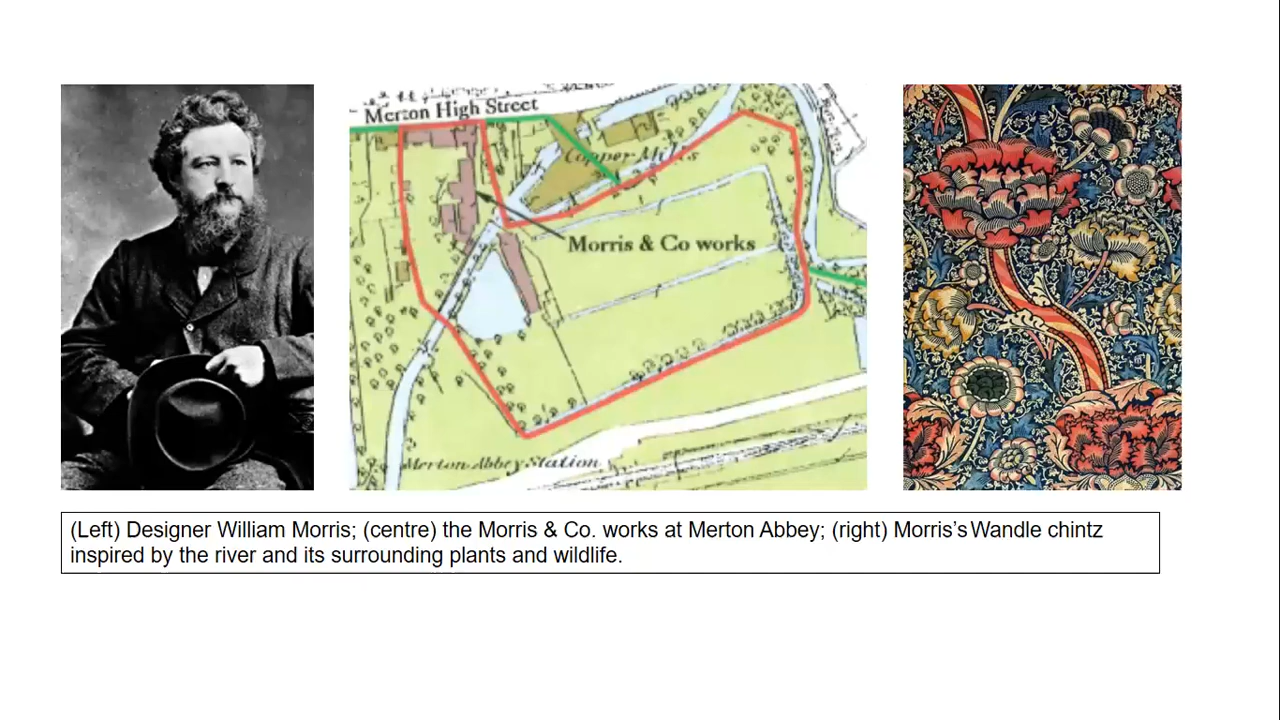 Merton High Street
Copper Mills
Morris & Co works
Merton Abbey Station
(Left) Designer William Morris; (centre) the Morris & Co. works at Merton Abbey; (right) Morris's Wandle chintz
inspired by the river and its surrounding plants and wildlife.